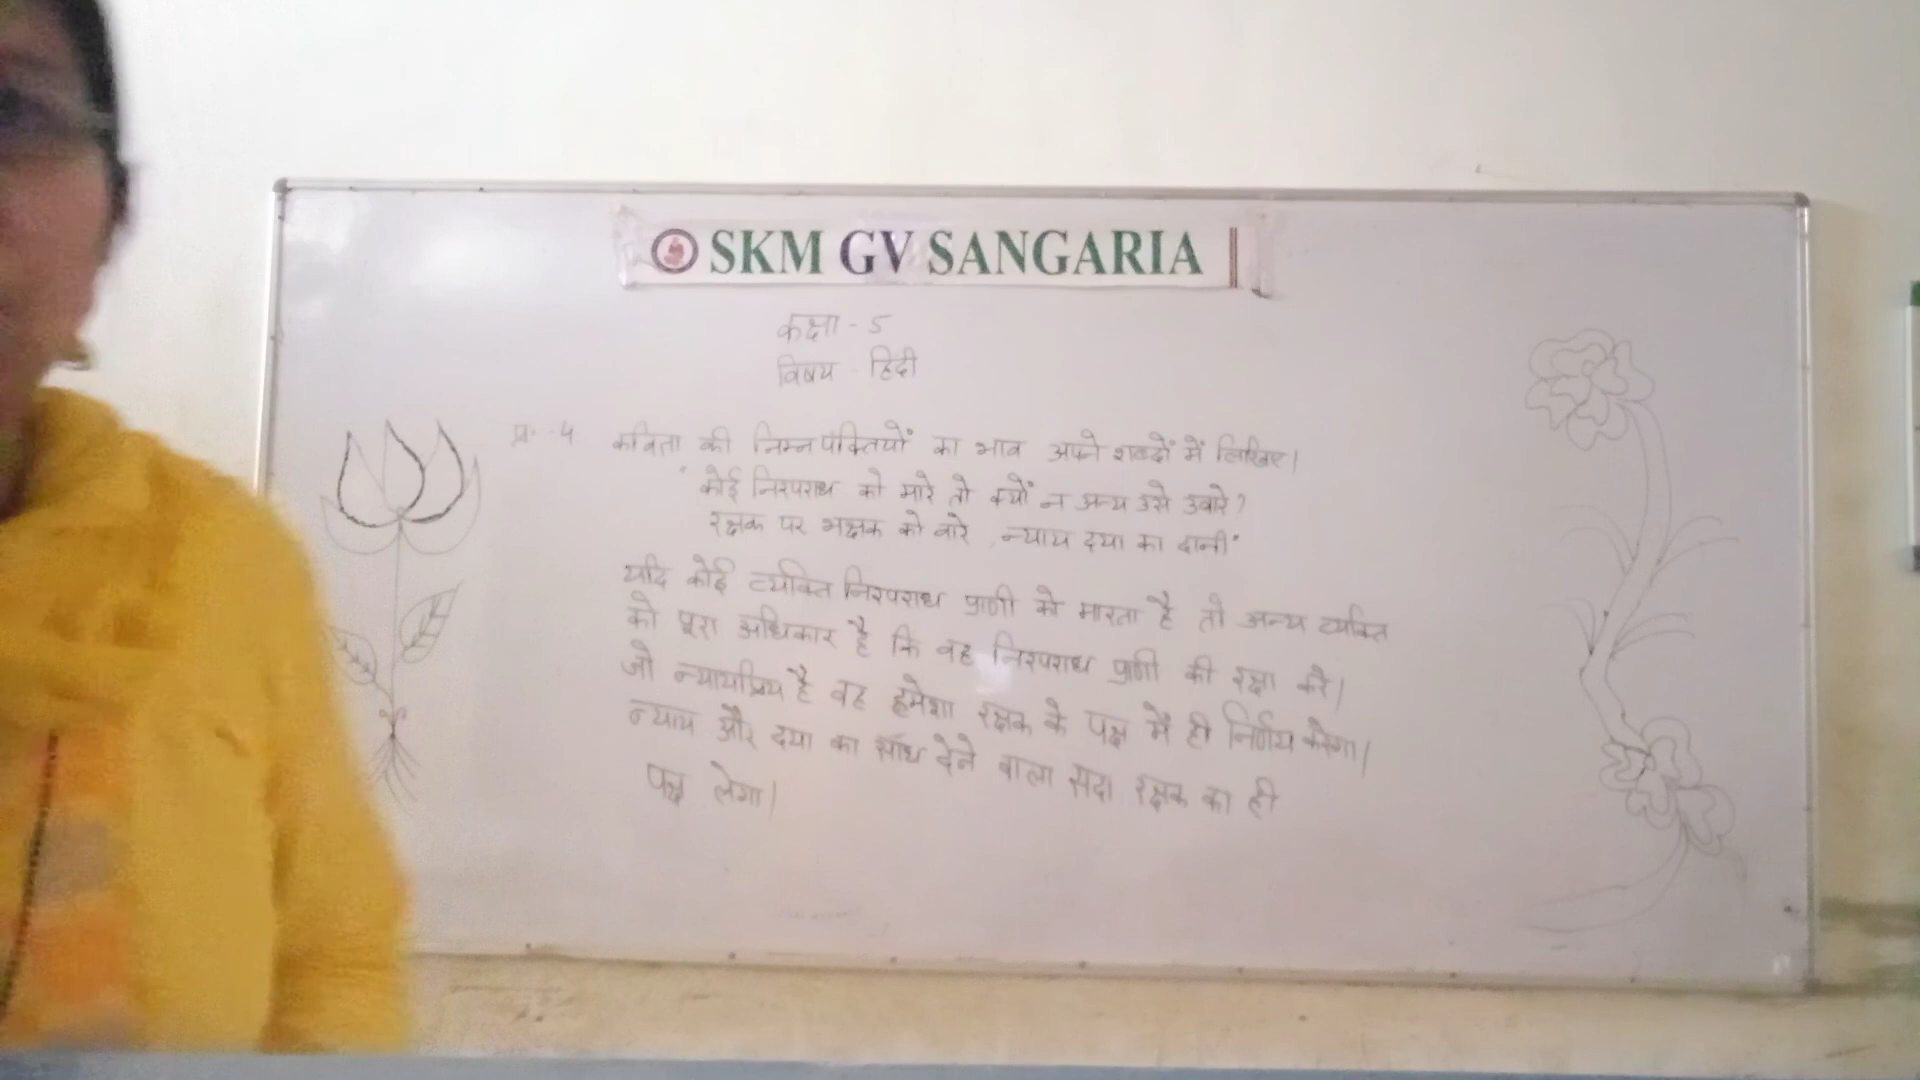 SKM GV SANGARIA
कक्षा - 5
विषय - हिदी
प्र॰ 4 कविता की निम्न पंक्तियों का भाव अपने शब्दों में लिखिए।
"कोई निरपराध को मारे तो क्यों न अन्य उसे उबारे?
रक्षक पर भक्षक को वारे, न्याय दया का दानी"
यदि कोई व्यक्ति निरपराध प्राणी को मारता है तो अन्य व्यक्ति
को पूरा अधिकार है कि वह निरपराध प्राणी की रक्षा करे।
जो न्यायप्रिय है वह हमेशा रक्षक के पक्ष में ही निर्णय करेगा।
न्याय और दया का साथ देने वाला सदा रक्षक का ही
पक्ष लेगा।